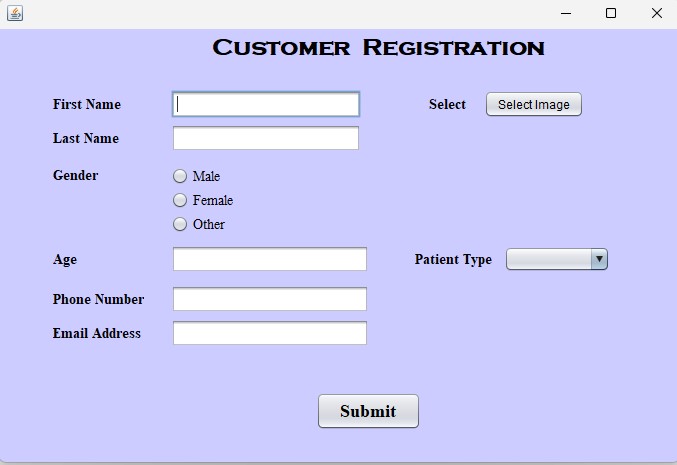 Customer Registration
First Name
Select Select Image
Last Name
Gender Male
Female
Other
Age
Patient Type
Phone Number
Email Address
Submit